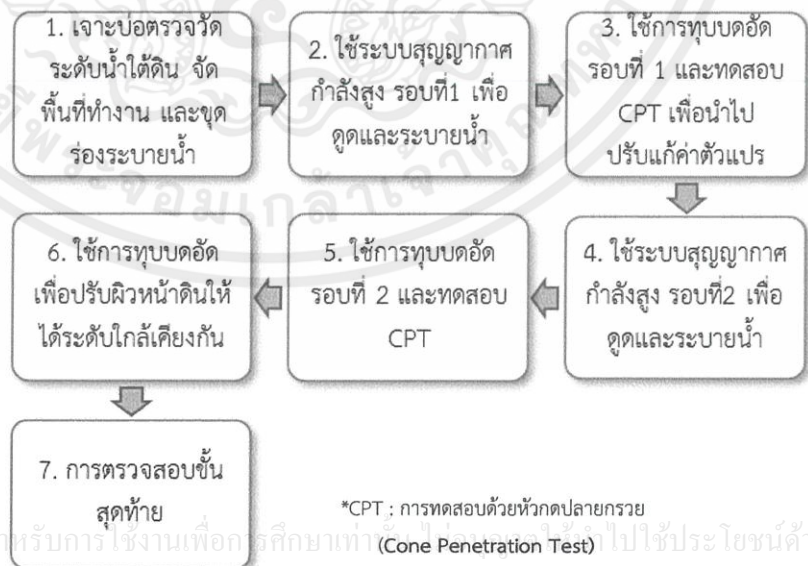 1. เจาะบ่อตรวจวัด
ระดับน้ำใต้ดิน จัด
พื้นที่ทำงาน และขุด
ร่องระบายน้ำ
2. ใช้ระบบสุญญากาศ
กำลังสูง รอบที่1 เพื่อ
ดูดและระบายน้ำ
3. ใช้การทุบบดอัด
รอบที่ 1 และทดสอบ
CPT เพื่อนำไป
ปรับแก้ค่าตัวแปร
4. ใช้ระบบสุญญากาศ
กำลังสูง รอบที่2 เพื่อ
ดูดและระบายน้ำ
5. ใช้การทุบบดอัด
รอบที่ 2 และทดสอบ
CPT
6. ใช้การทุบบดอัด
เพื่อปรับผิวหน้าดินให้
ได้ระดับใกล้เคียงกัน
7. การตรวจสอบขั้น
สุดท้าย
*CPT : การทดสอบด้วยหัวกดปลายกรวย
(Cone Penetration Test)